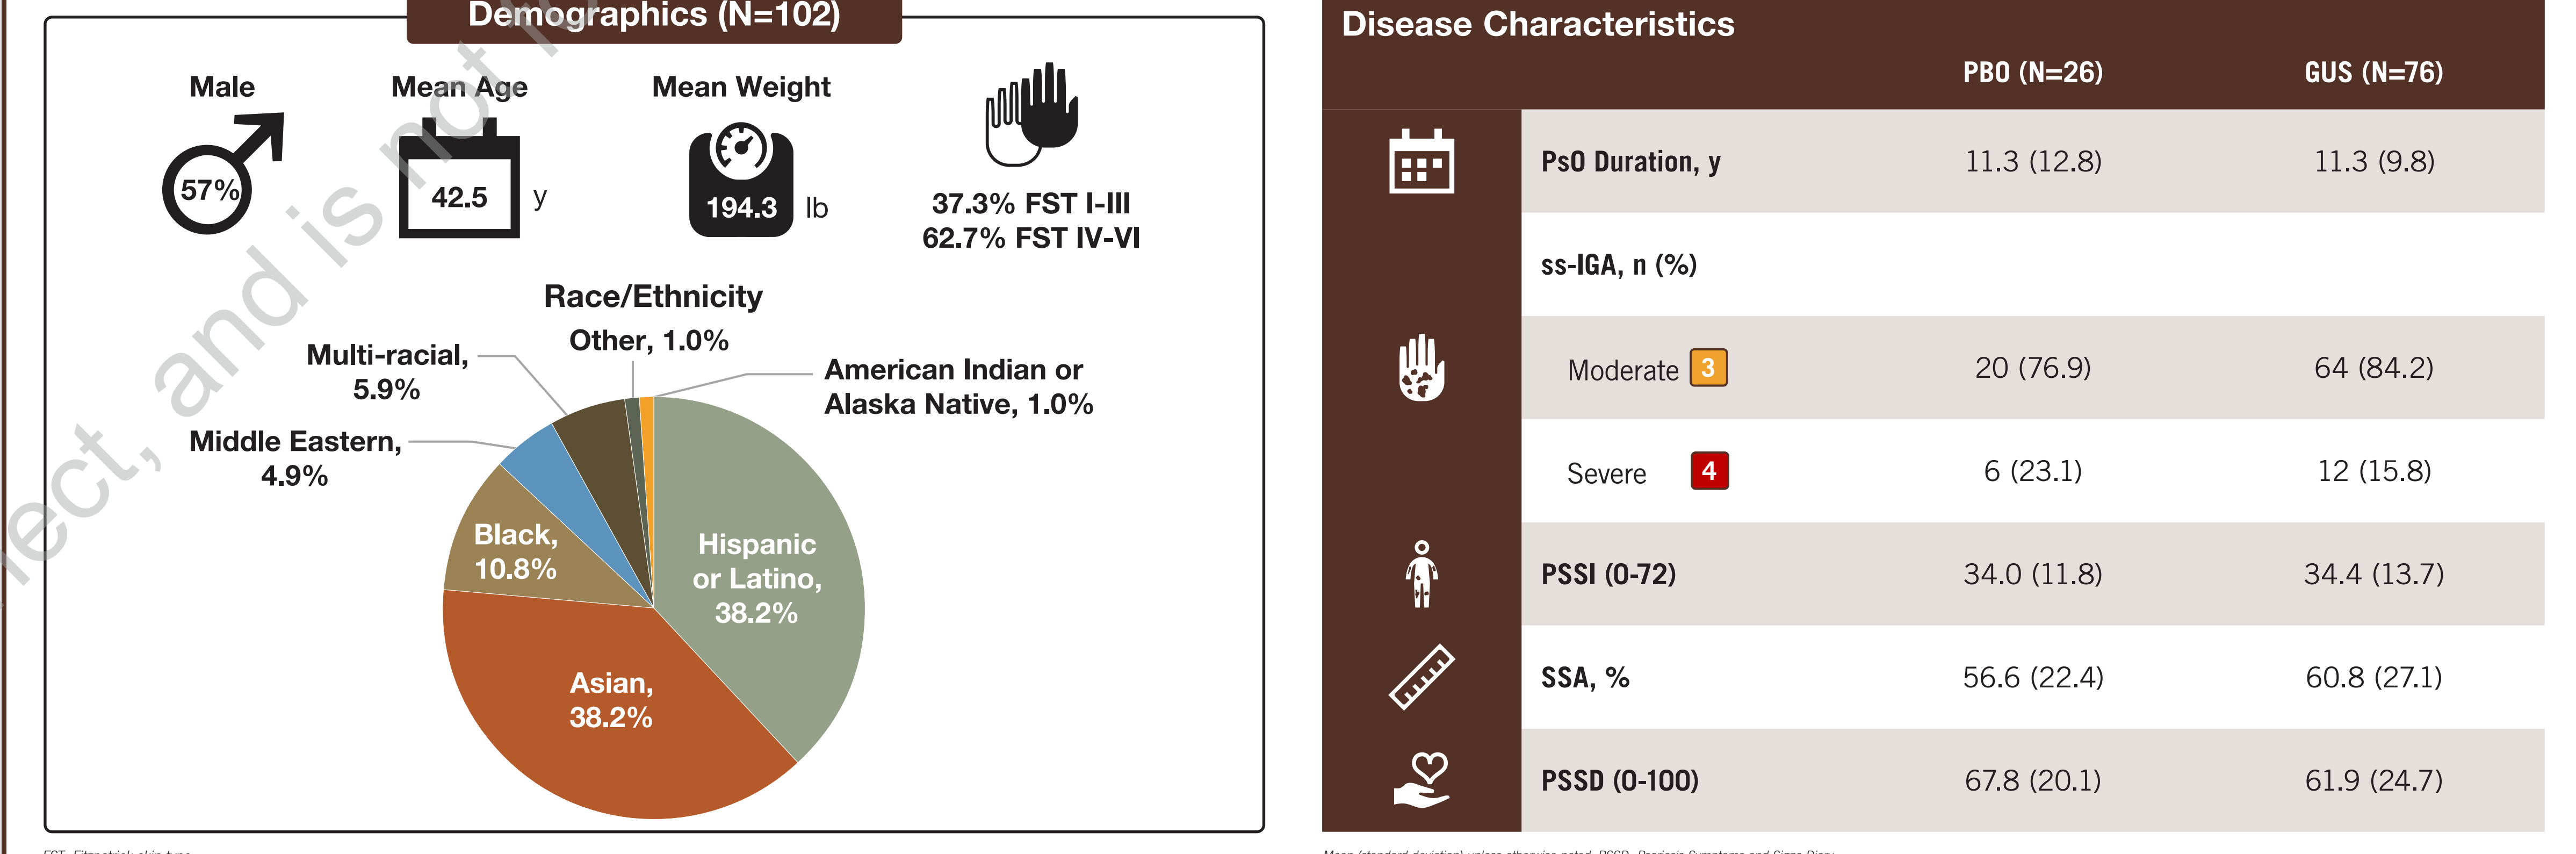 Demographics (N=102)
Male
57%
Mean Age
42.5 y
Mean Weight
194.3 lb
37.3% FST I-III
62.7% FST IV-VI
Race/Ethnicity
Other, 1.0%
Multi-racial,
5.9%
American Indian or
Alaska Native, 1.0%
Middle Eastern,
4.9%
Black,
10.8%
Hispanic
or Latino,
38.2%
Asian,
38.2%
lect, and is not
Disease Characteristics
PBO (N=26) GUS (N=76)
PsO Duration, y 11.3 (12.8) 11.3 (9.8)
ss-IGA, n (%)
Moderate 3 20 (76.9) 64 (84.2)
Severe 4 6 (23.1) 12 (15.8)
PSSI (0-72) 34.0 (11.8) 34.4 (13.7)
SSA, % 56.6 (22.4) 60.8 (27.1)
PSSD (0-100) 67.8 (20.1) 61.9 (24.7)